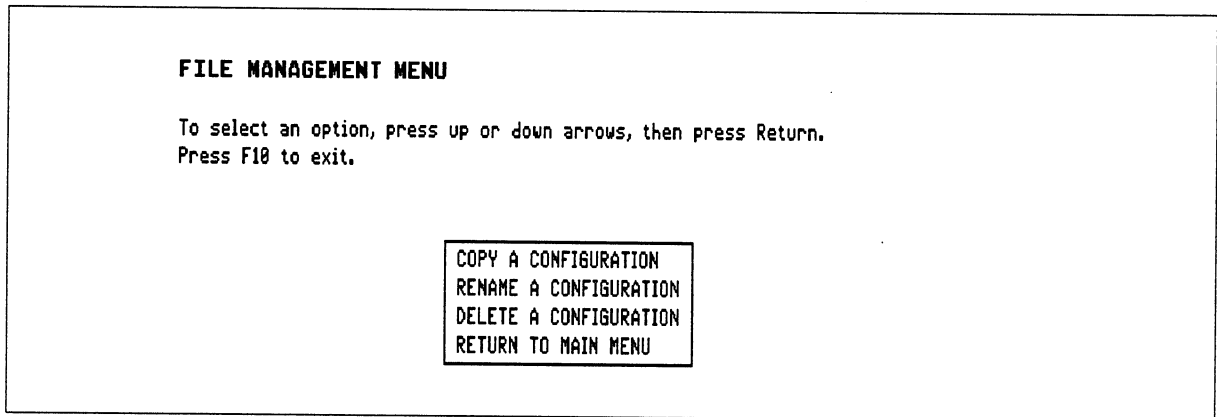 FILE MANAGEMENT MENU
To select an option, press up or down arrows, then press Return.
Press F10 to exit.
COPY A CONFIGURATION
RENAME A CONFIGURATION
DELETE A CONFIGURATION
RETURN TO MAIN MENU